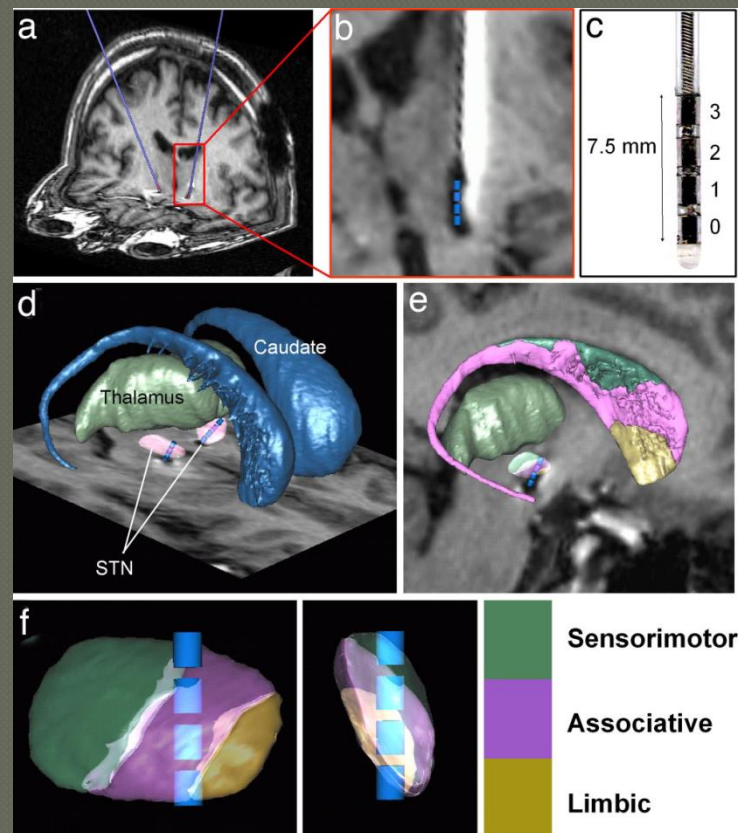 a
b
c
7.5 mm
3
2
1
0
d
Caudate
Thalamus
STN
e
f
Sensorimotor
Associative
Limbic